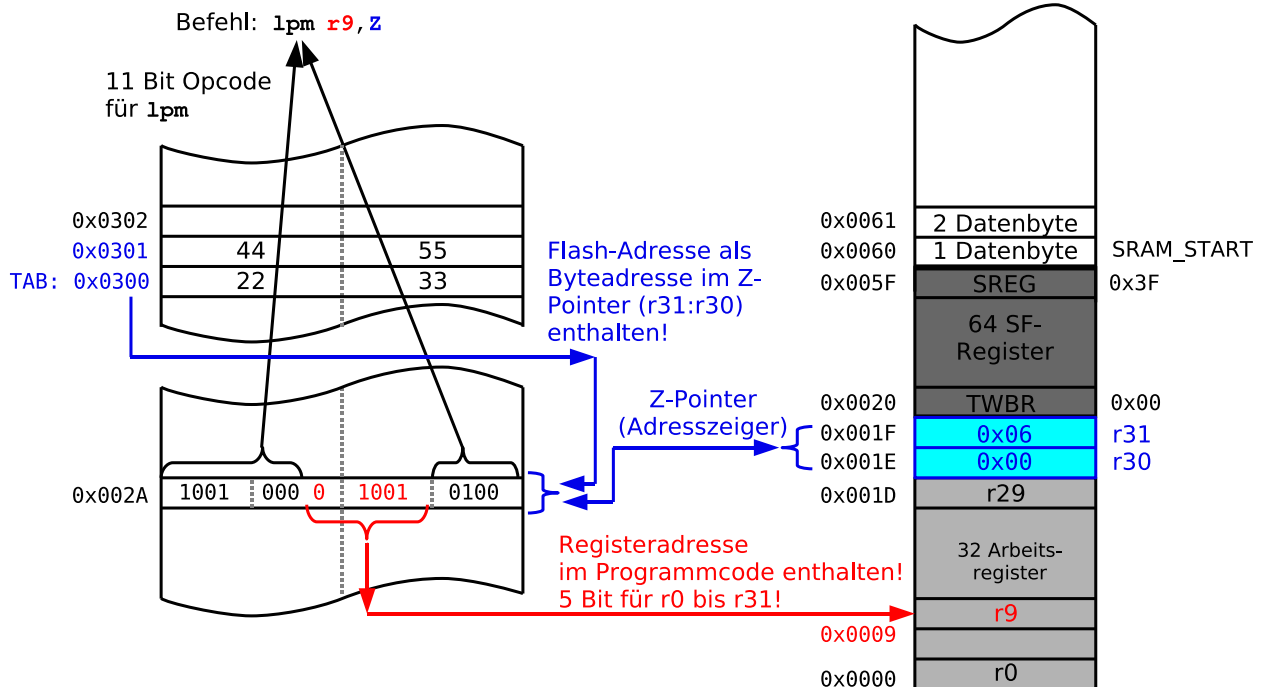 Befehl: lpm r9,Z
11 Bit Opcode
für lpm
0x0302
0x0301 44 55
TAB: 0x0300 22 33
Flash-Adresse als
Byteadresse im Z-
Pointer (r31:r30)
enthalten!
Z-Pointer
(Adresszeiger)
0x002A 1001 000 0 1001 0100
Registeradresse
im Programmcode enthalten!
5 Bit für r0 bis r31!
0x0061 2 Datenbyte
0x0060 1 Datenbyte SRAM_START
0x005F SREG 0x3F
64 SF-
Register
0x0020 TWBR 0x00
0x001F 0x06 r31
0x001E 0x00 r30
0x001D r29
32 Arbeits-
register
r9
0x0009
0x0000 r0